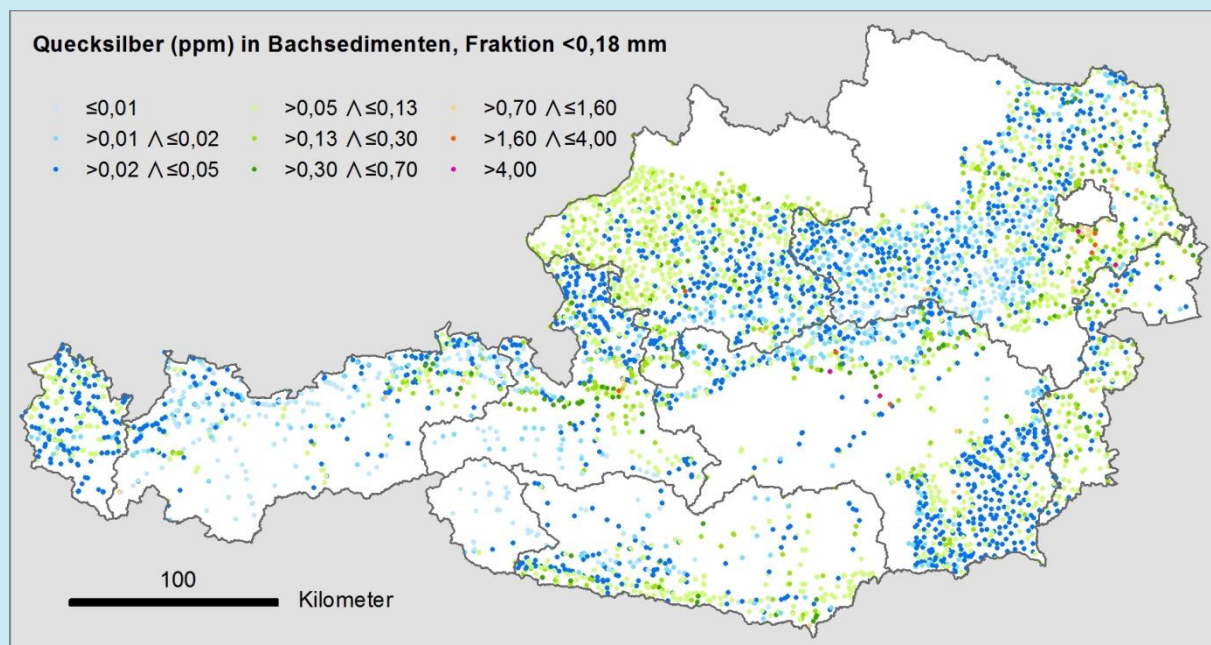 Quecksilber (ppm) in Bachsedimenten, Fraktion <0,18 mm
≤0,01 >0,05 ∧≤0,13 >0,70 ∧≤1,60
>0,01 ∧≤0,02 >0,13 ∧≤0,30 >1,60 ∧≤4,00
>0,02 ∧≤0,05 >0,30 ∧≤0,70 >4,00
100
Kilometer